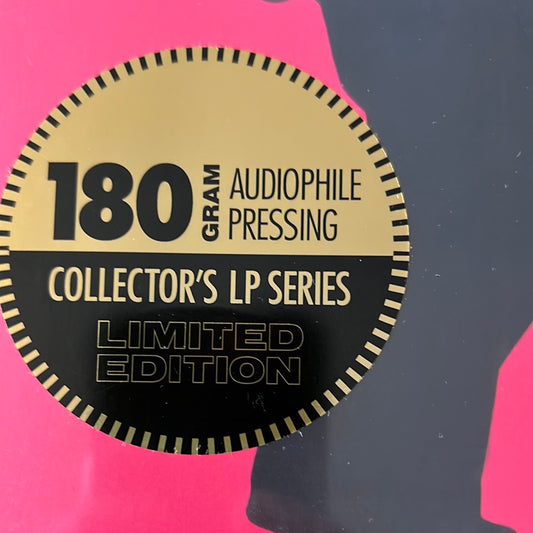 180 GRAM AUDIOPHILE
PRESSING
COLLECTOR'S LP SERIES
LIMITED
EDITION